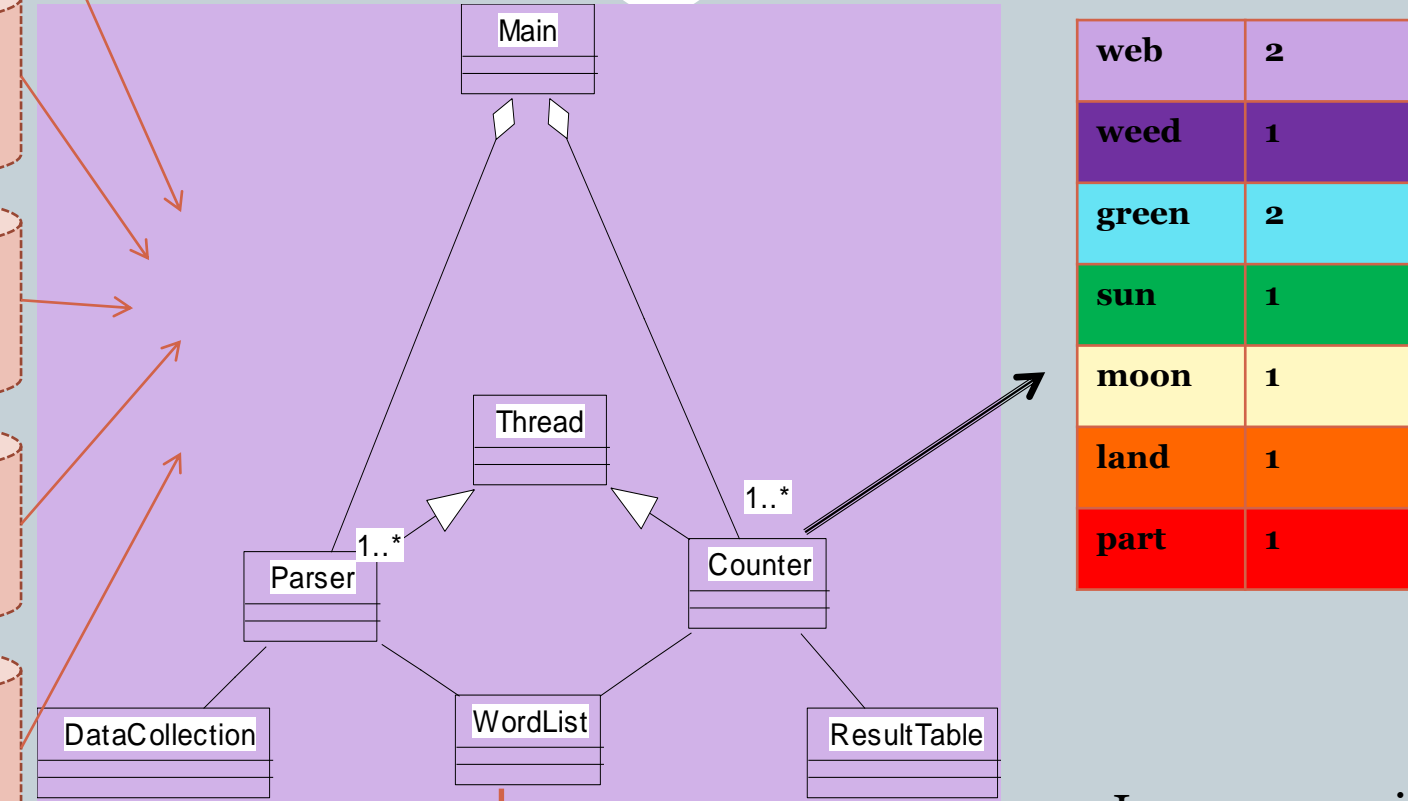 Main
Thread
1..*
1..*
Parser
Counter
DataCollection
WordList
ResultTable
web 2
weed 1
green 2
sun 1
moon 1
land 1
part 1